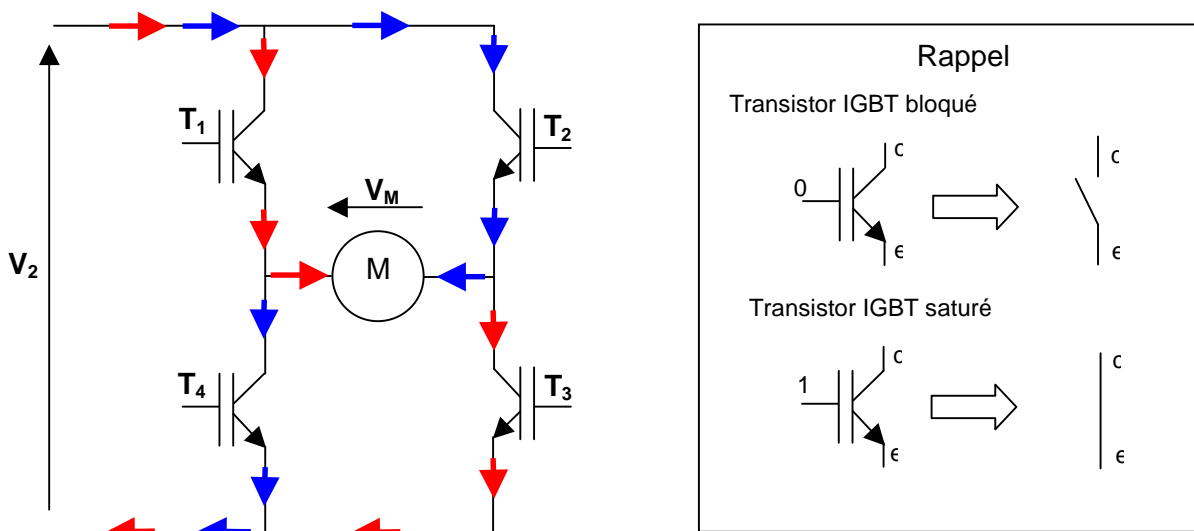 T1
T2
VM
V2
M
T4
T3
Rappel
Transistor IGBT bloqué
0
c
e
c
e
Transistor IGBT saturé
1
c
e
c
e